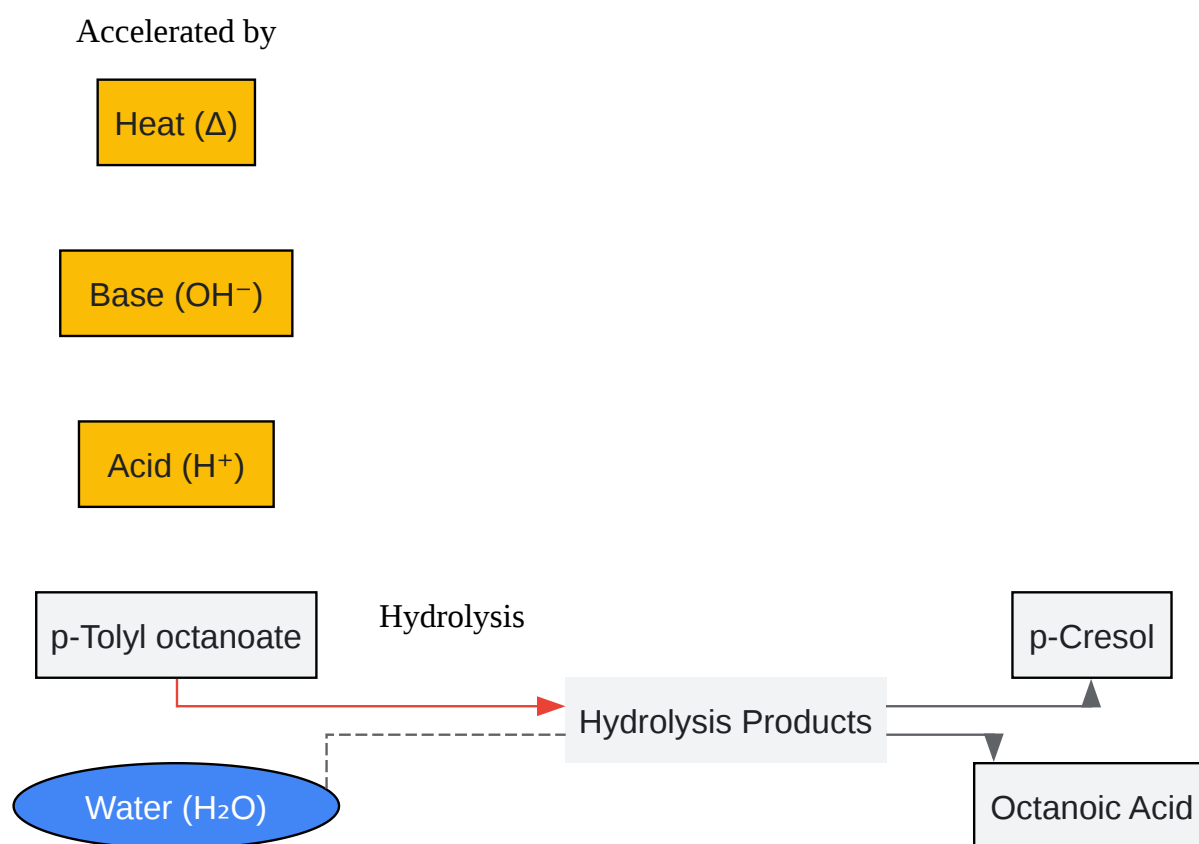 Accelerated by
Heat (Δ)
Base (OH⁻)
Acid (H⁺)
p-Tolyl octanoate
Hydrolysis
p-Cresol
Hydrolysis Products
Water (H₂O)
Octanoic Acid